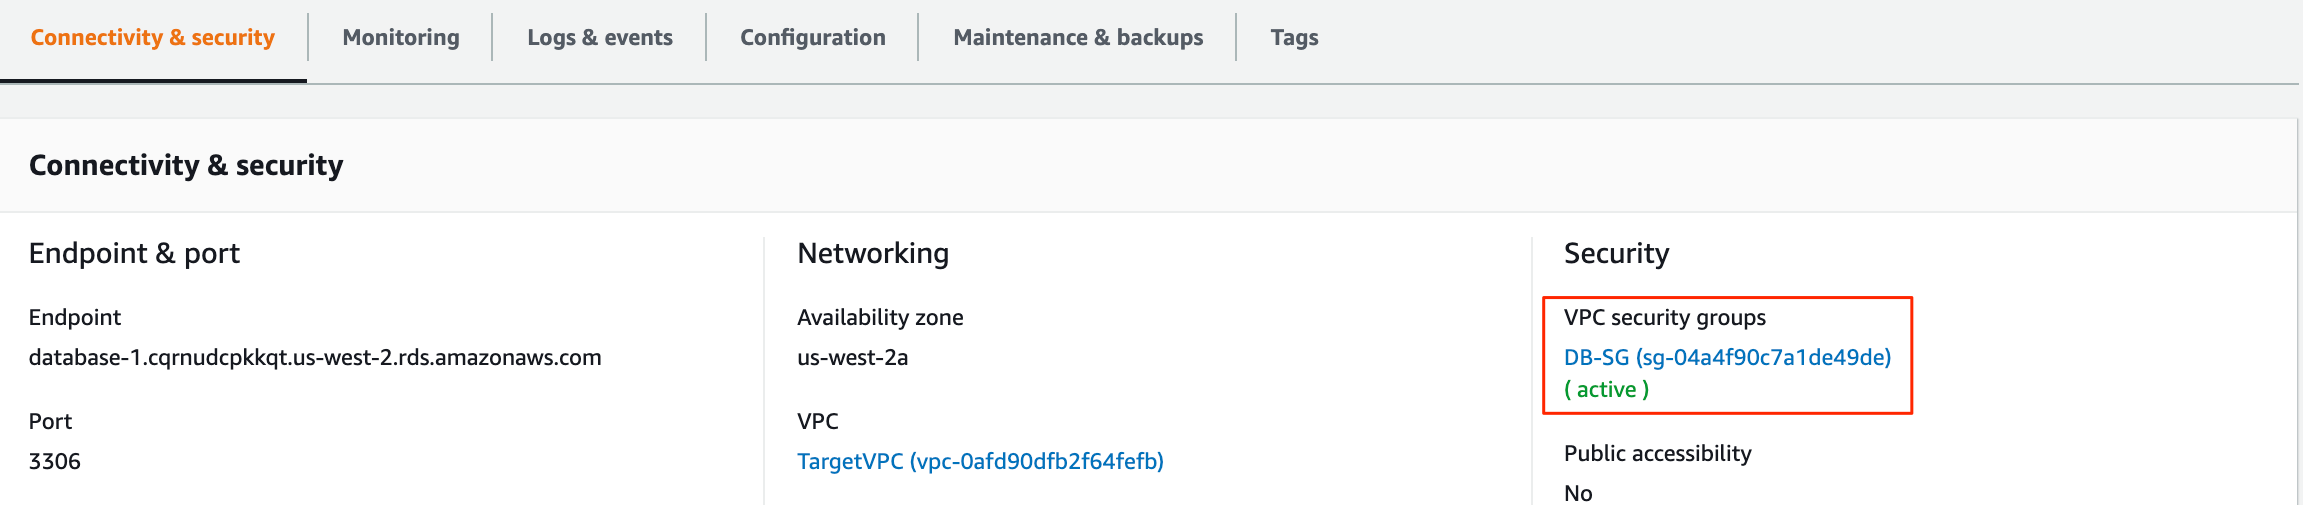 Connectivity & security
Monitoring
Logs & events
Configuration
Maintenance & backups
Tags
Connectivity & security
Endpoint & port
Endpoint
database-1.cqrnudcpkkqt.us-west-2.rds.amazonaws.com
Port
3306
Networking
Availability zone
us-west-2a
VPC
TargetVPC (vpc-0afd90dfb2f64fefb)
Security
VPC security groups
DB-SG (sg-04a4f90c7a1de49de)
( active )
Public accessibility
No